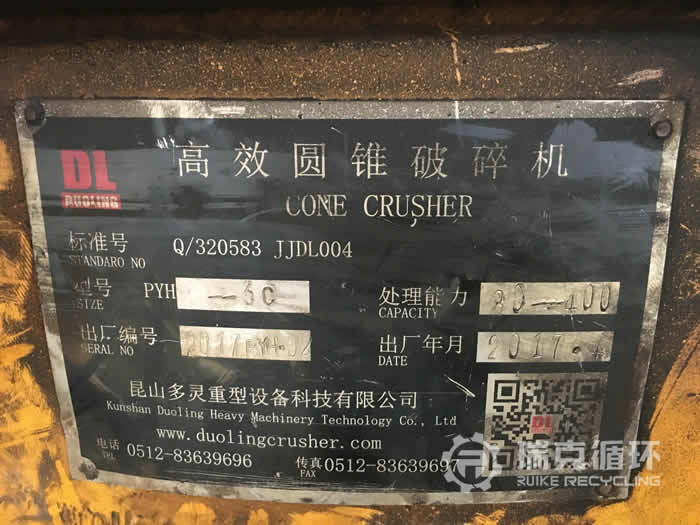 DL
DUOLING
高效圆锥破碎机
CONE CRUSHER
标准号 Q/320583 JJDL004
STANDARO NO
型号 PYH
SIZE
处理能力 80—400
CAPACITY
出厂编号
SERAL NO
出厂年月 2017.
DATE
昆山多灵重型设备科技有限公司
Kunshan Duoling Heavy Machinery Technology Co., Ltd
www.duolingcrusher.com
电话 0512-83639696 传真 0512-83639697
TEL FAX
DL
瑞克循环
RUIKE RECYCLING